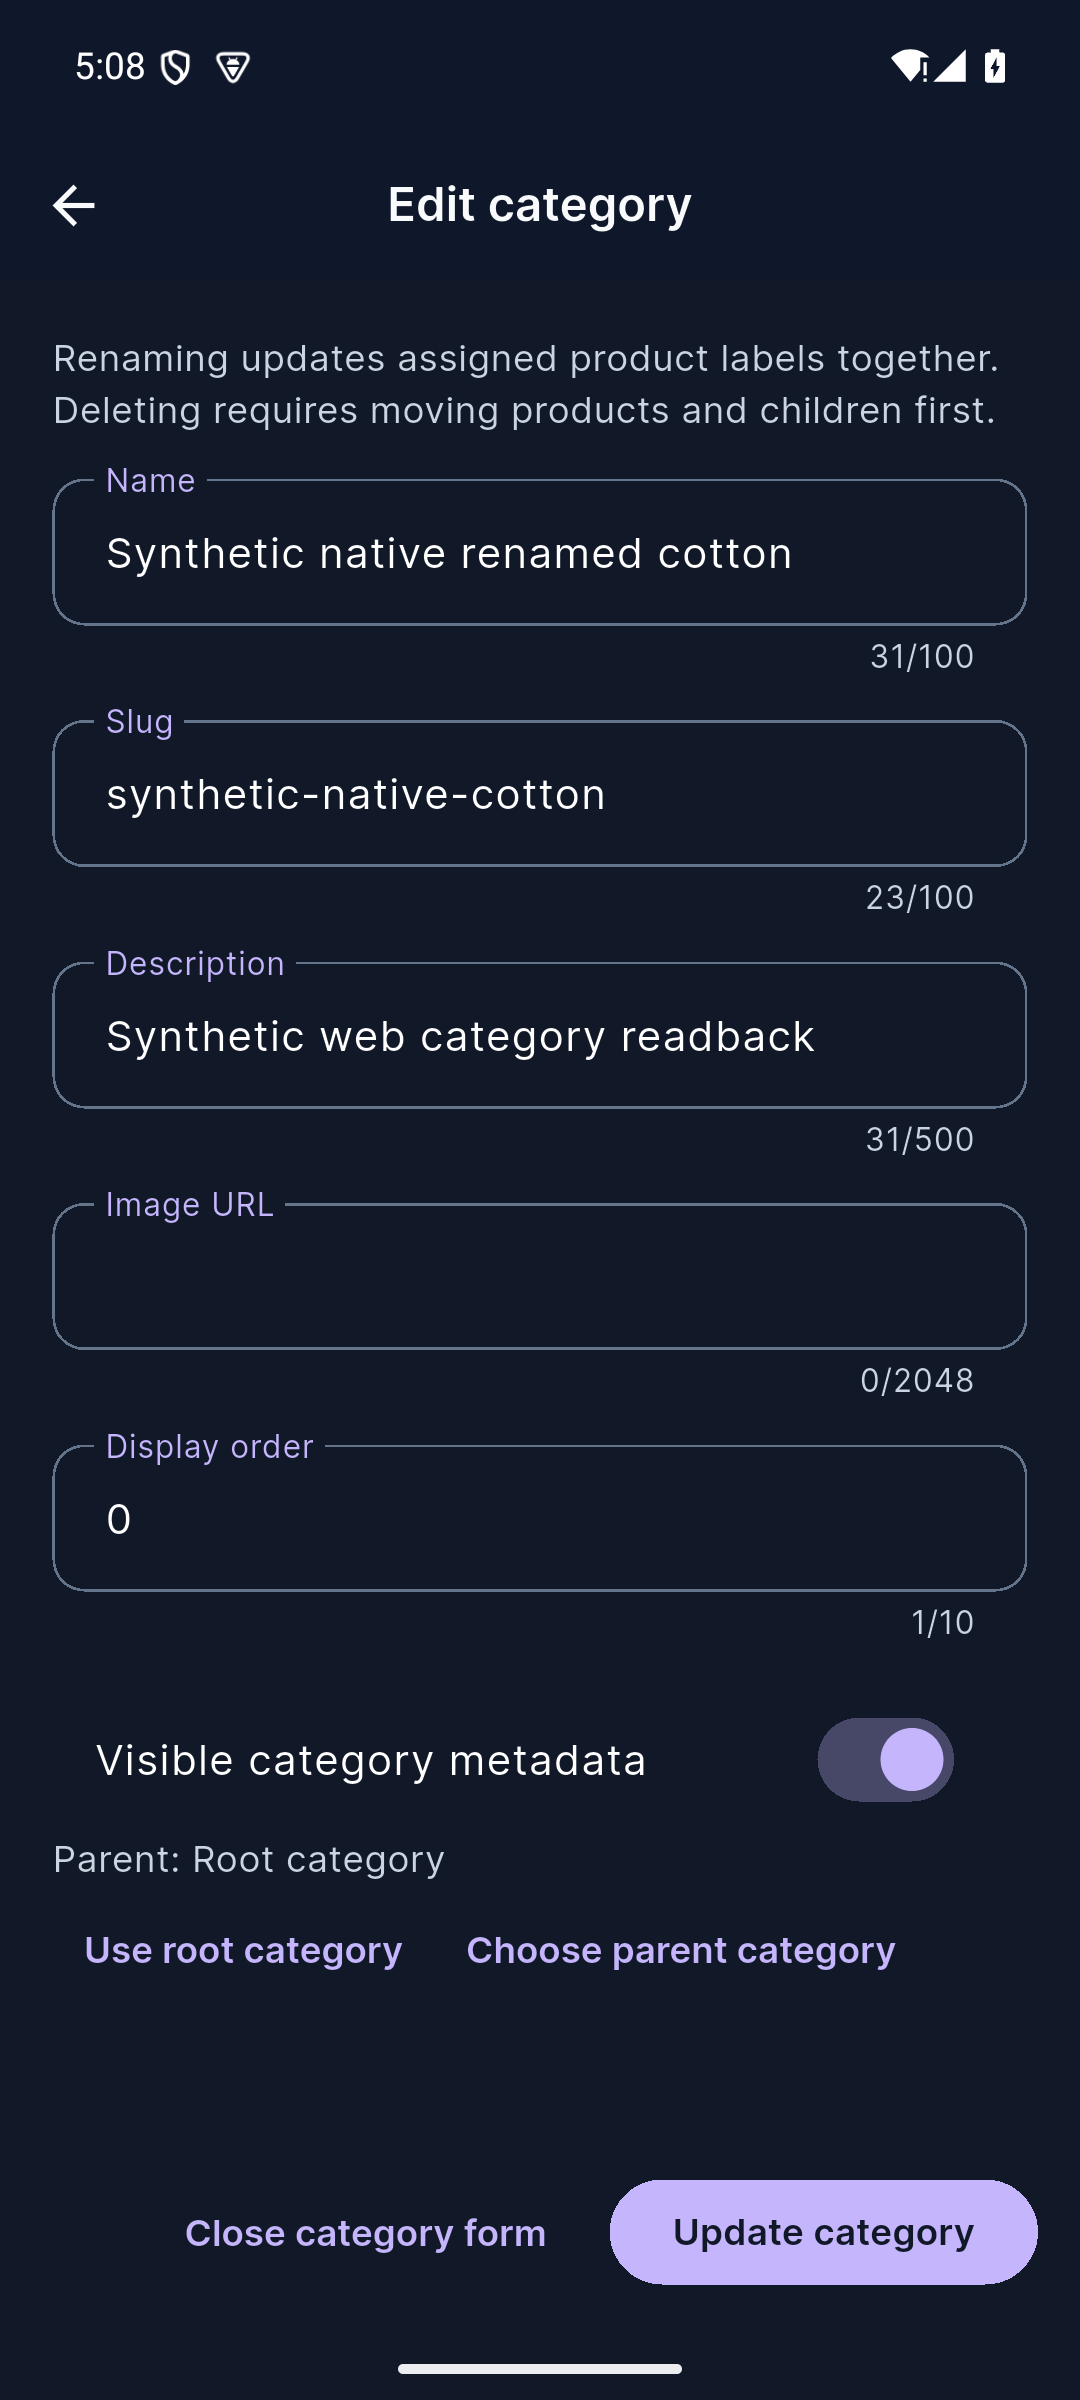 5:08
Edit category
Renaming updates assigned product labels together.
Deleting requires moving products and children first.
Name
Synthetic native renamed cotton
31/100
Slug
synthetic-native-cotton
23/100
Description
Synthetic web category readback
31/500
Image URL
0/2048
Display order
0
1/10
Visible category metadata
Parent: Root category
Use root category Choose parent category
Close category form Update category